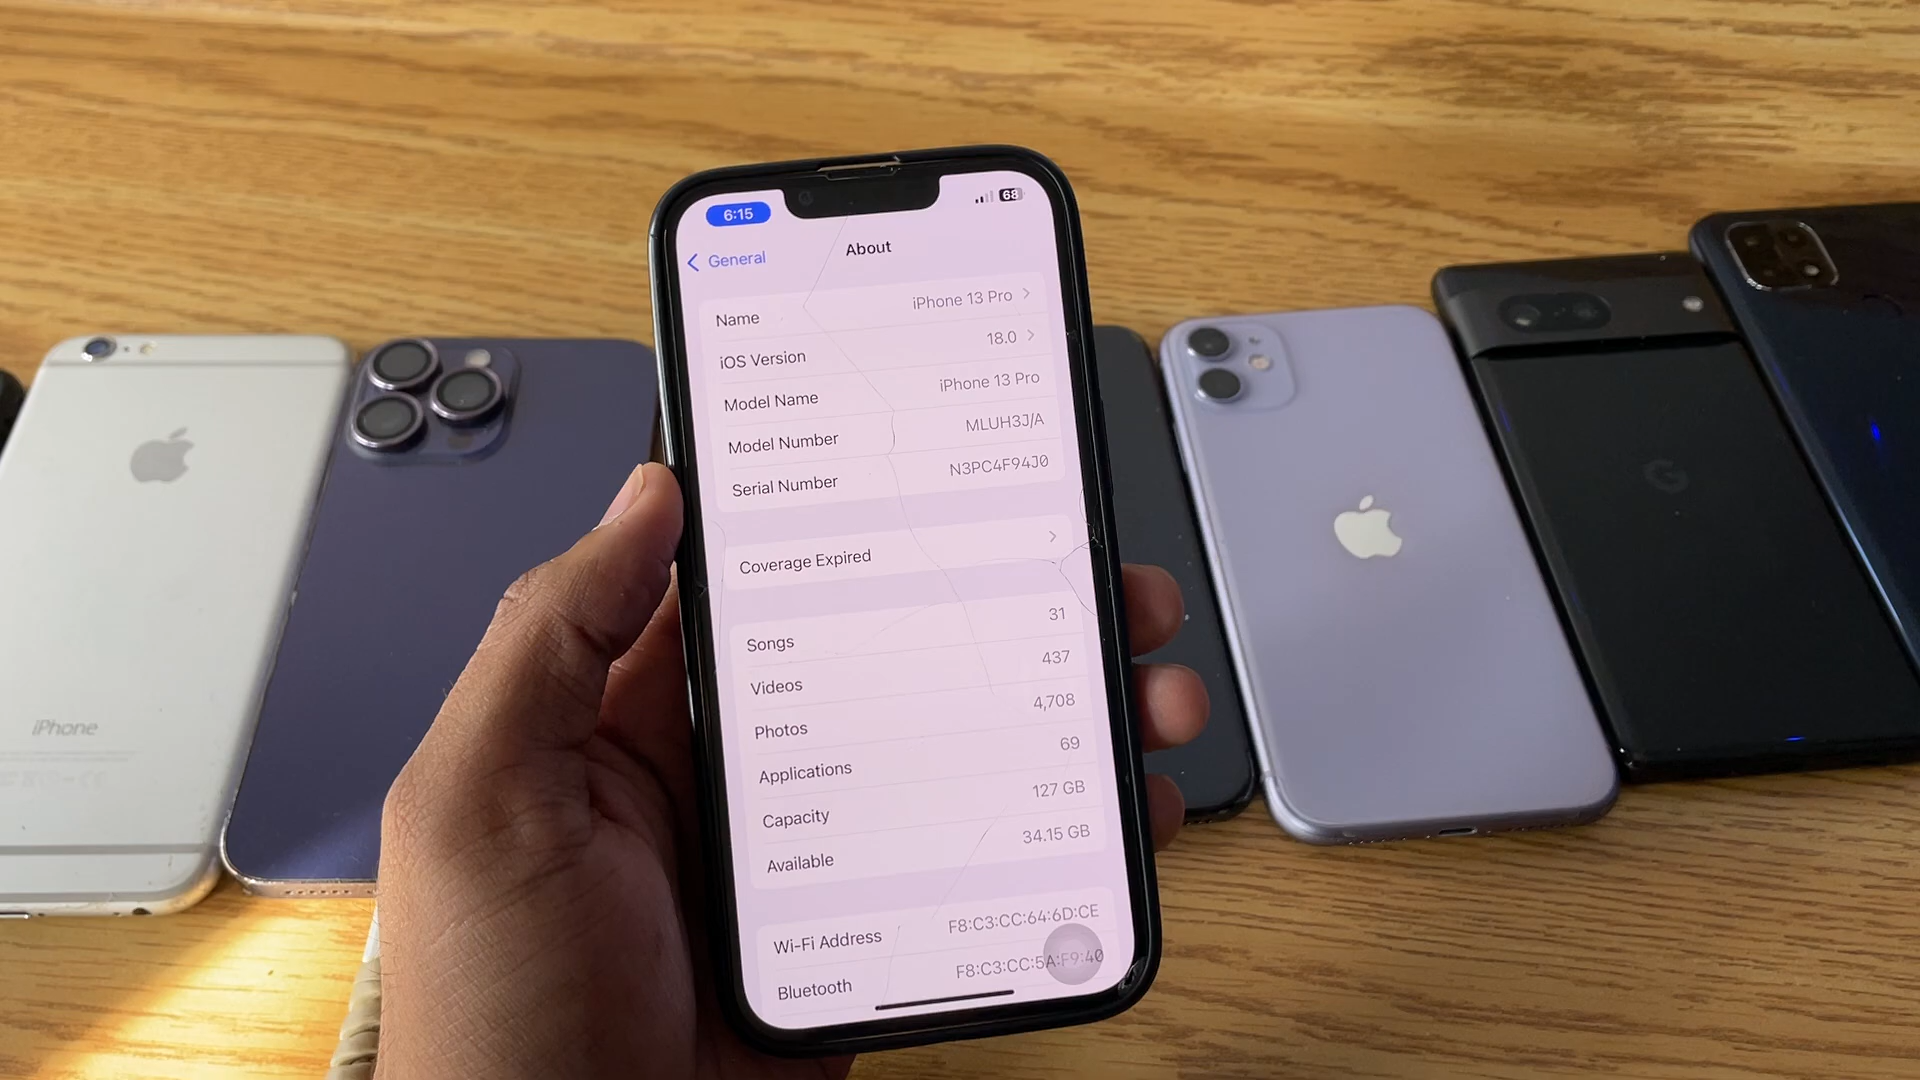 6:15
68
General
About
Name
iPhone 13 Pro
iOS Version
18.0
Model Name
iPhone 13 Pro
Model Number
MLUH3J/A
Serial Number
N3PC4F94J0
Coverage Expired
Songs
31
Videos
437
Photos
4,708
Applications
69
Capacity
127 GB
Available
34.15 GB
Wi-Fi Address
F8:C3:CC:64:6D:CE
Bluetooth
F8:C3:CC:5A:F9:40
iPhone